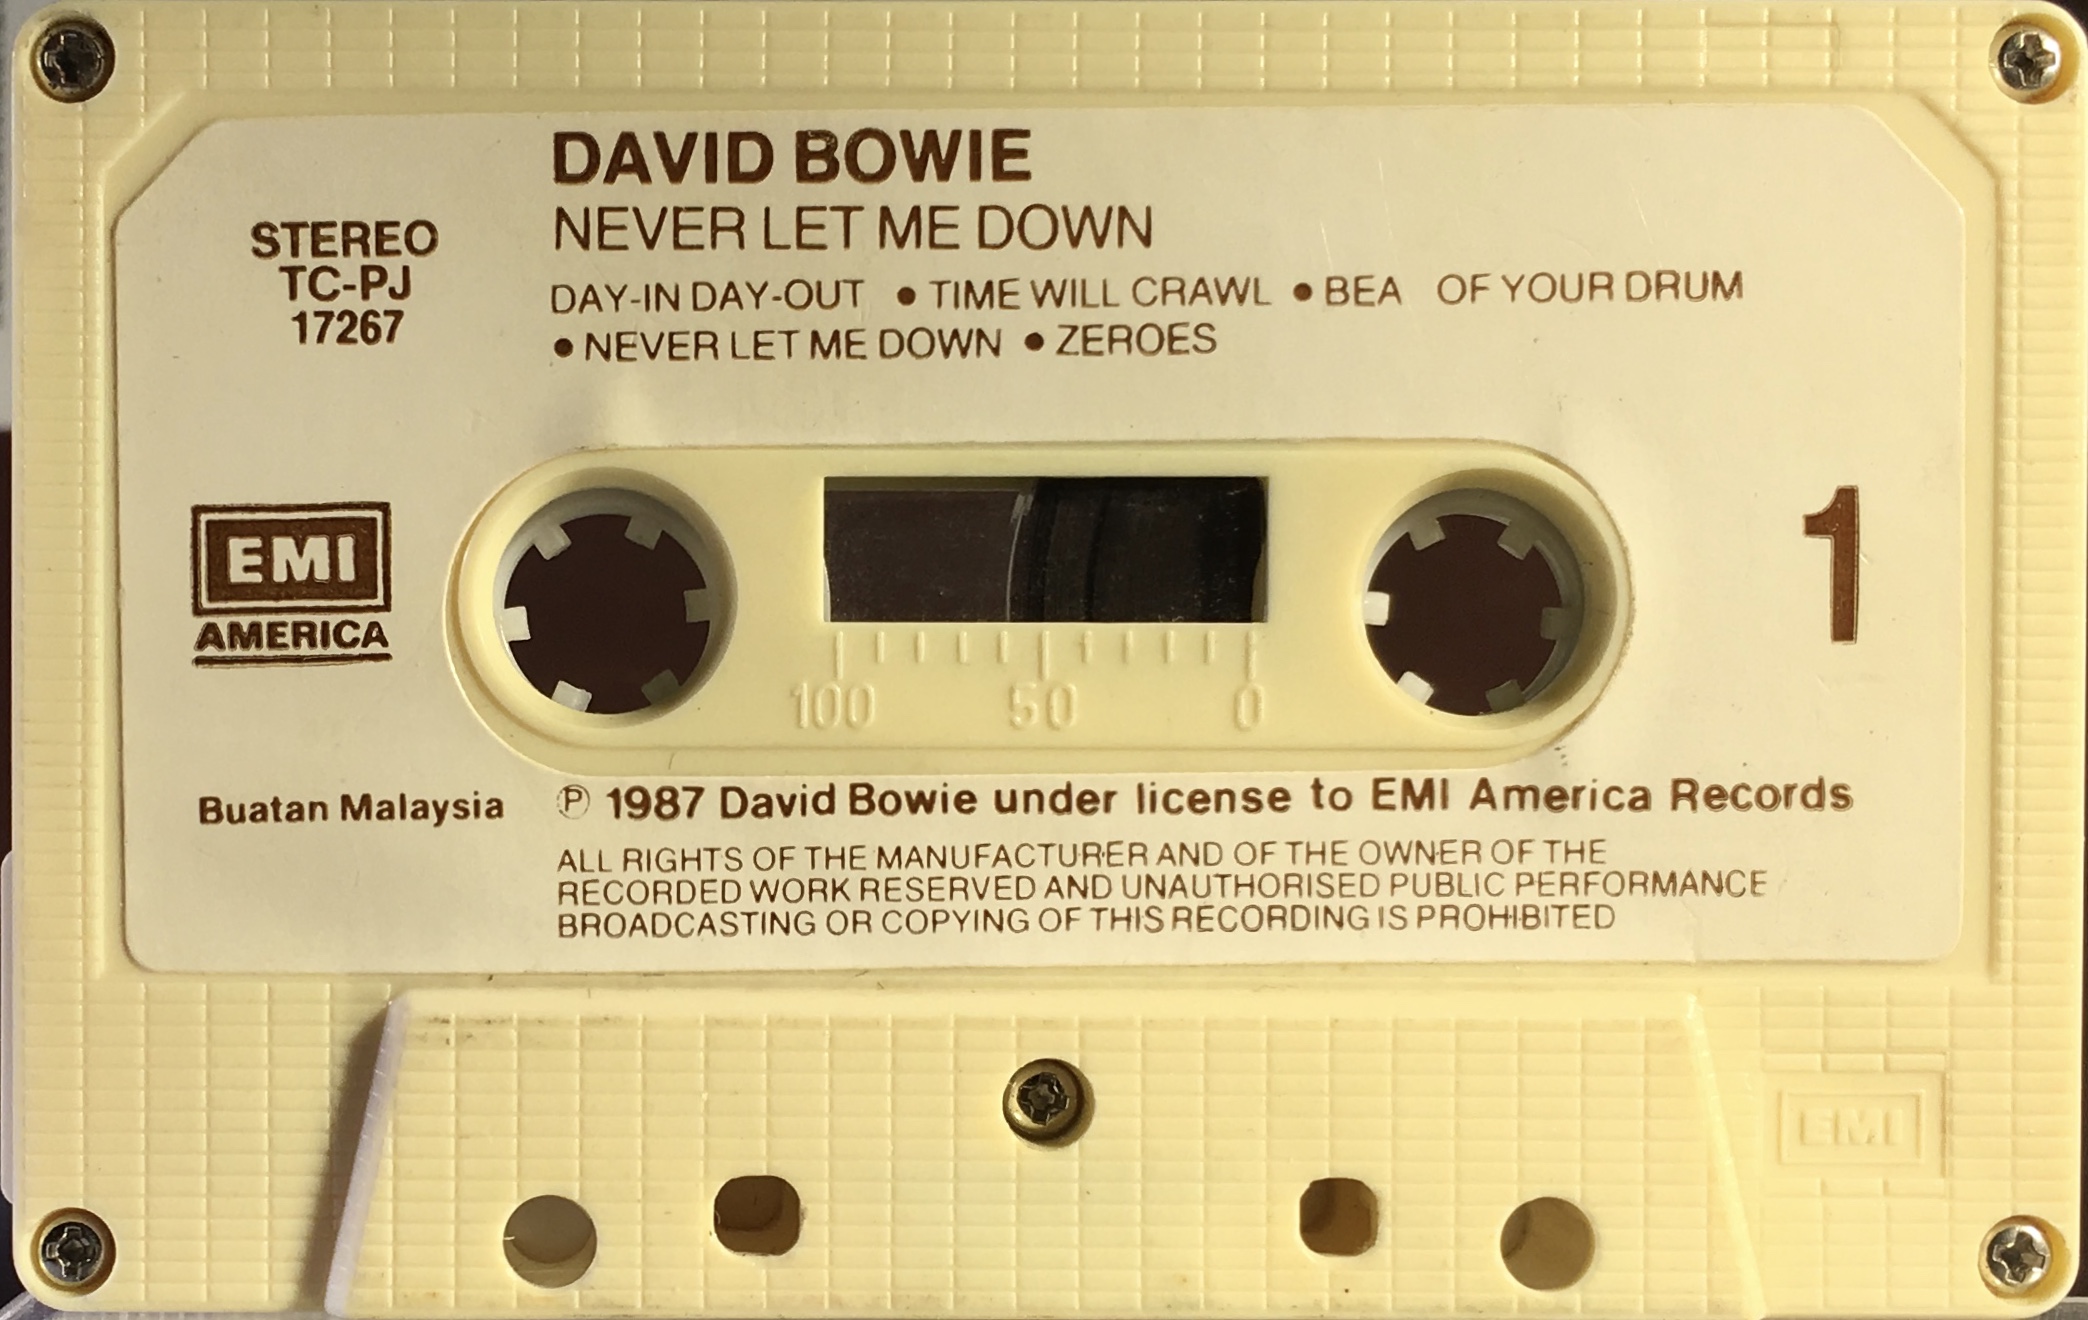 DAVID BOWIE
NEVER LET ME DOWN
STEREO
TC-PJ
17267
DAY-IN DAY-OUT • TIME WILL CRAWL • BEA OF YOUR DRUM
• NEVER LET ME DOWN • ZEROES
EMI
AMERICA
1
100 50 0
Buatan Malaysia
℗ 1987 David Bowie under license to EMI America Records
ALL RIGHTS OF THE MANUFACTURER AND OF THE OWNER OF THE
RECORDED WORK RESERVED AND UNAUTHORISED PUBLIC PERFORMANCE
BROADCASTING OR COPYING OF THIS RECORDING IS PROHIBITED
EMI